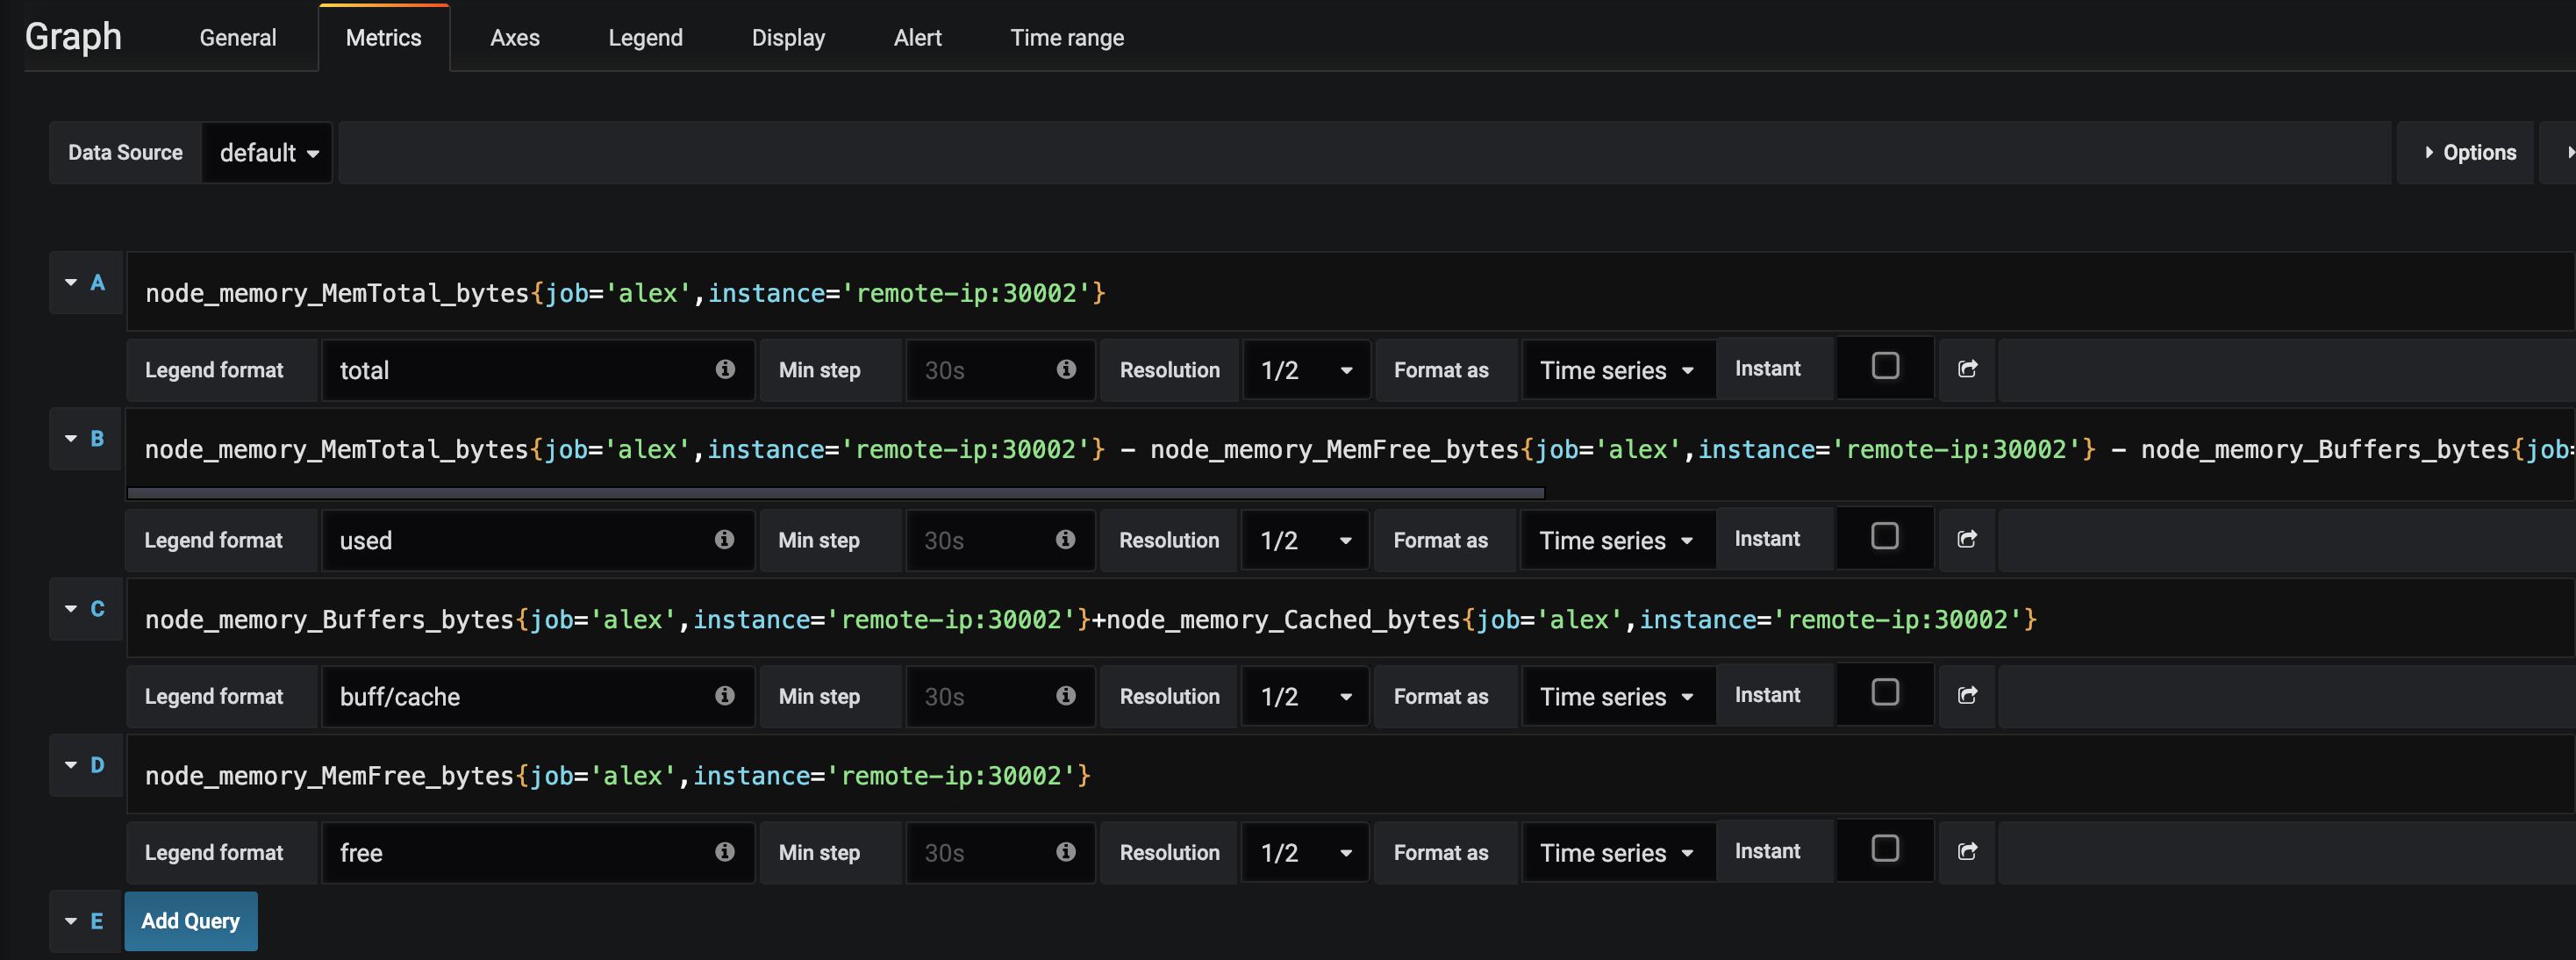 Graph General Metrics Axes Legend Display Alert Time range
Data Source default Options
A node_memory_MemTotal_bytes{job='alex',instance='remote-ip:30002'}
Legend format total Min step 30s Resolution 1/2 Format as Time series Instant
B node_memory_MemTotal_bytes{job='alex',instance='remote-ip:30002'} - node_memory_MemFree_bytes{job='alex',instance='remote-ip:30002'} - node_memory_Buffers_bytes{job=
Legend format used Min step 30s Resolution 1/2 Format as Time series Instant
C node_memory_Buffers_bytes{job='alex',instance='remote-ip:30002'}+node_memory_Cached_bytes{job='alex',instance='remote-ip:30002'}
Legend format buff/cache Min step 30s Resolution 1/2 Format as Time series Instant
D node_memory_MemFree_bytes{job='alex',instance='remote-ip:30002'}
Legend format free Min step 30s Resolution 1/2 Format as Time series Instant
E Add Query